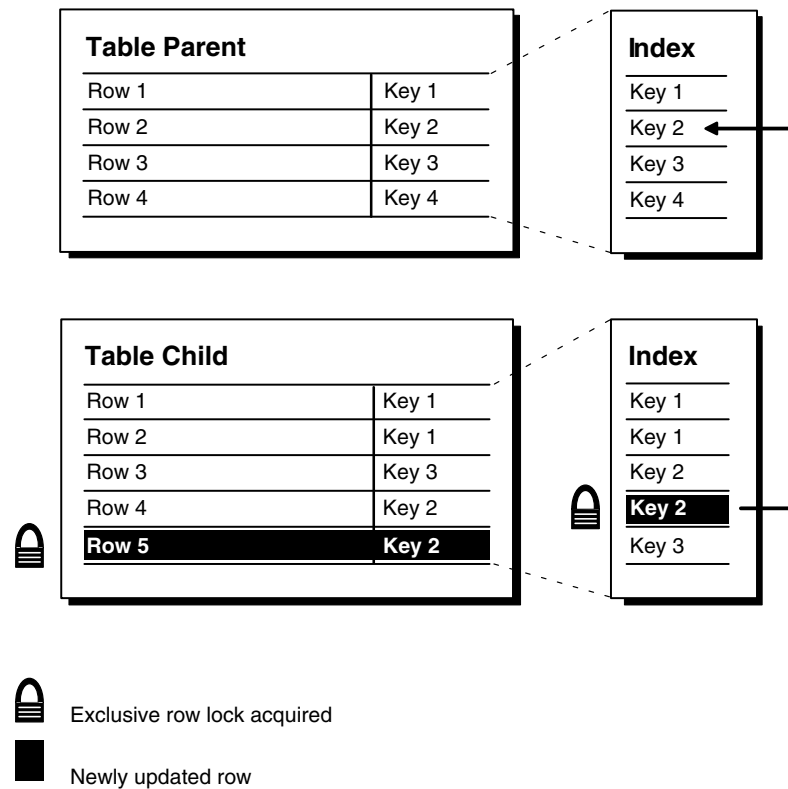 Table Parent
Row 1 Key 1
Row 2 Key 2
Row 3 Key 3
Row 4 Key 4
Index
Key 1
Key 2
Key 3
Key 4
Table Child
Row 1 Key 1
Row 2 Key 1
Row 3 Key 3
Row 4 Key 2
Row 5 Key 2
Index
Key 1
Key 1
Key 2
Key 2
Key 3
Exclusive row lock acquired
Newly updated row